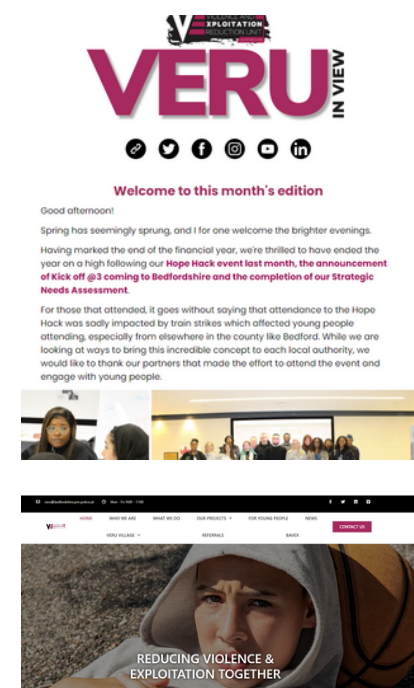 VIOLENCE AND
EXPLOITATION
REDUCTION UNIT
VERU
IN VIEW
Welcome to this month's edition
Good afternoon!
Spring has seemingly sprung, and I for one welcome the brighter evenings.
Having marked the end of the financial year, we're thrilled to have ended the
year on a high following our Hope Hack event last month, the announcement
of Kick off @3 coming to Bedfordshire and the completion of our Strategic
Needs Assessment.
For those that attended, it goes without saying that attendance to the Hope
Hack was sadly impacted by train strikes which affected young people
attending, especially from elsewhere in the county like Bedford. While we are
looking at ways to bring this incredible concept to each local authority, we
would like to thank our partners that made the effort to attend the event and
engage with young people.
HOME WHO WE ARE WHAT WE DO OUR PROJECTS FOR YOUNG PEOPLE NEWS
CONTACT US
VERU VILLAGE REFERRALS
REDUCING VIOLENCE &
EXPLOITATION TOGETHER